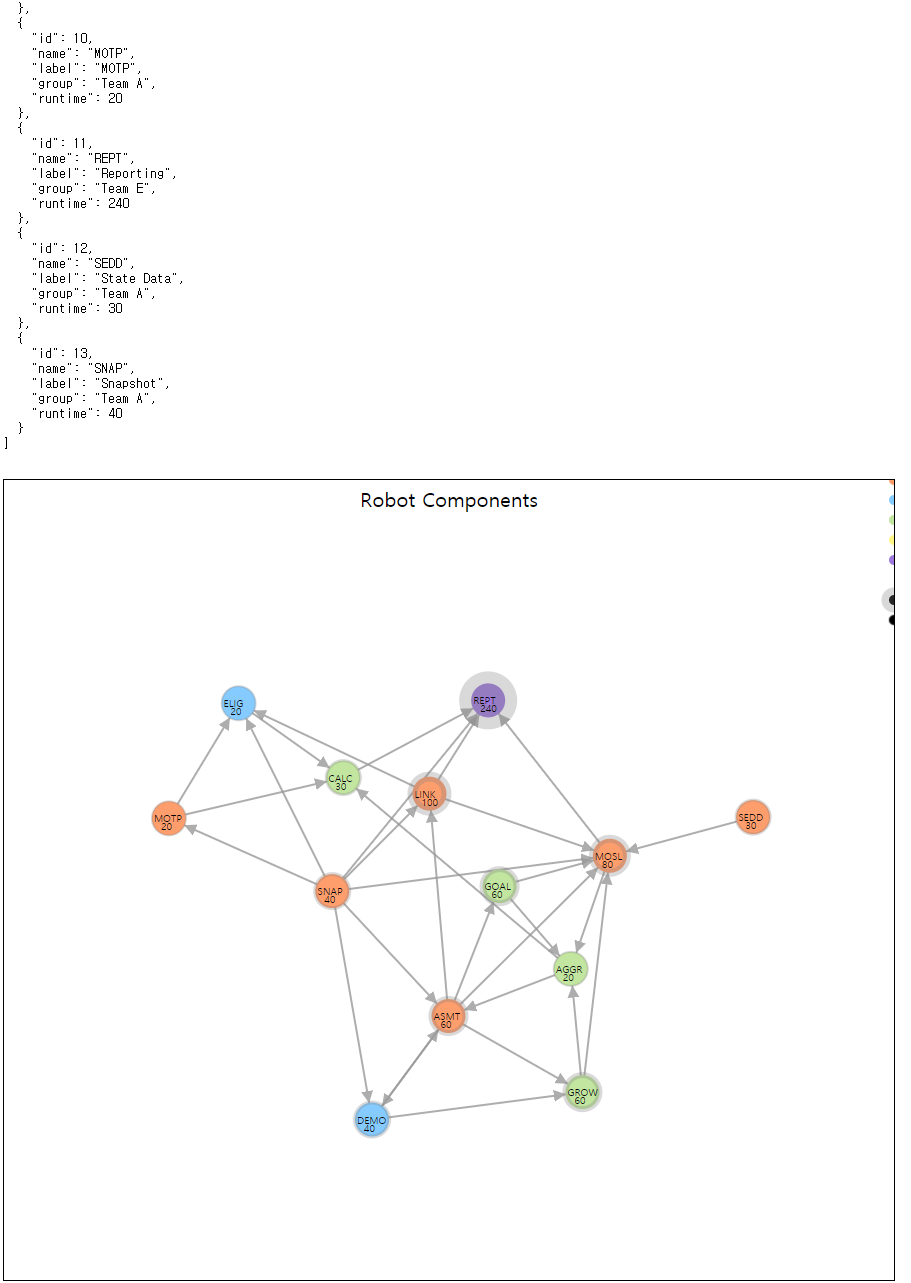 },
{
"id": 10,
"name": "MOTP",
"label": "MOTP",
"group": "Team A",
"runtime": 20
},
{
"id": 11,
"name": "REPT",
"label": "Reporting",
"group": "Team E",
"runtime": 240
},
{
"id": 12,
"name": "SEDD",
"label": "State Data",
"group": "Team A",
"runtime": 30
},
{
"id": 13,
"name": "SNAP",
"label": "Snapshot",
"group": "Team A",
"runtime": 40
}
]
Robot Components
ELIG
20
REPT
240
CALC
30
LINK
100
MOTP
20
SEDD
30
MOSL
80
SNAP
40
GOAL
60
AGGR
20
ASMT
60
GROW
60
DEMO
40